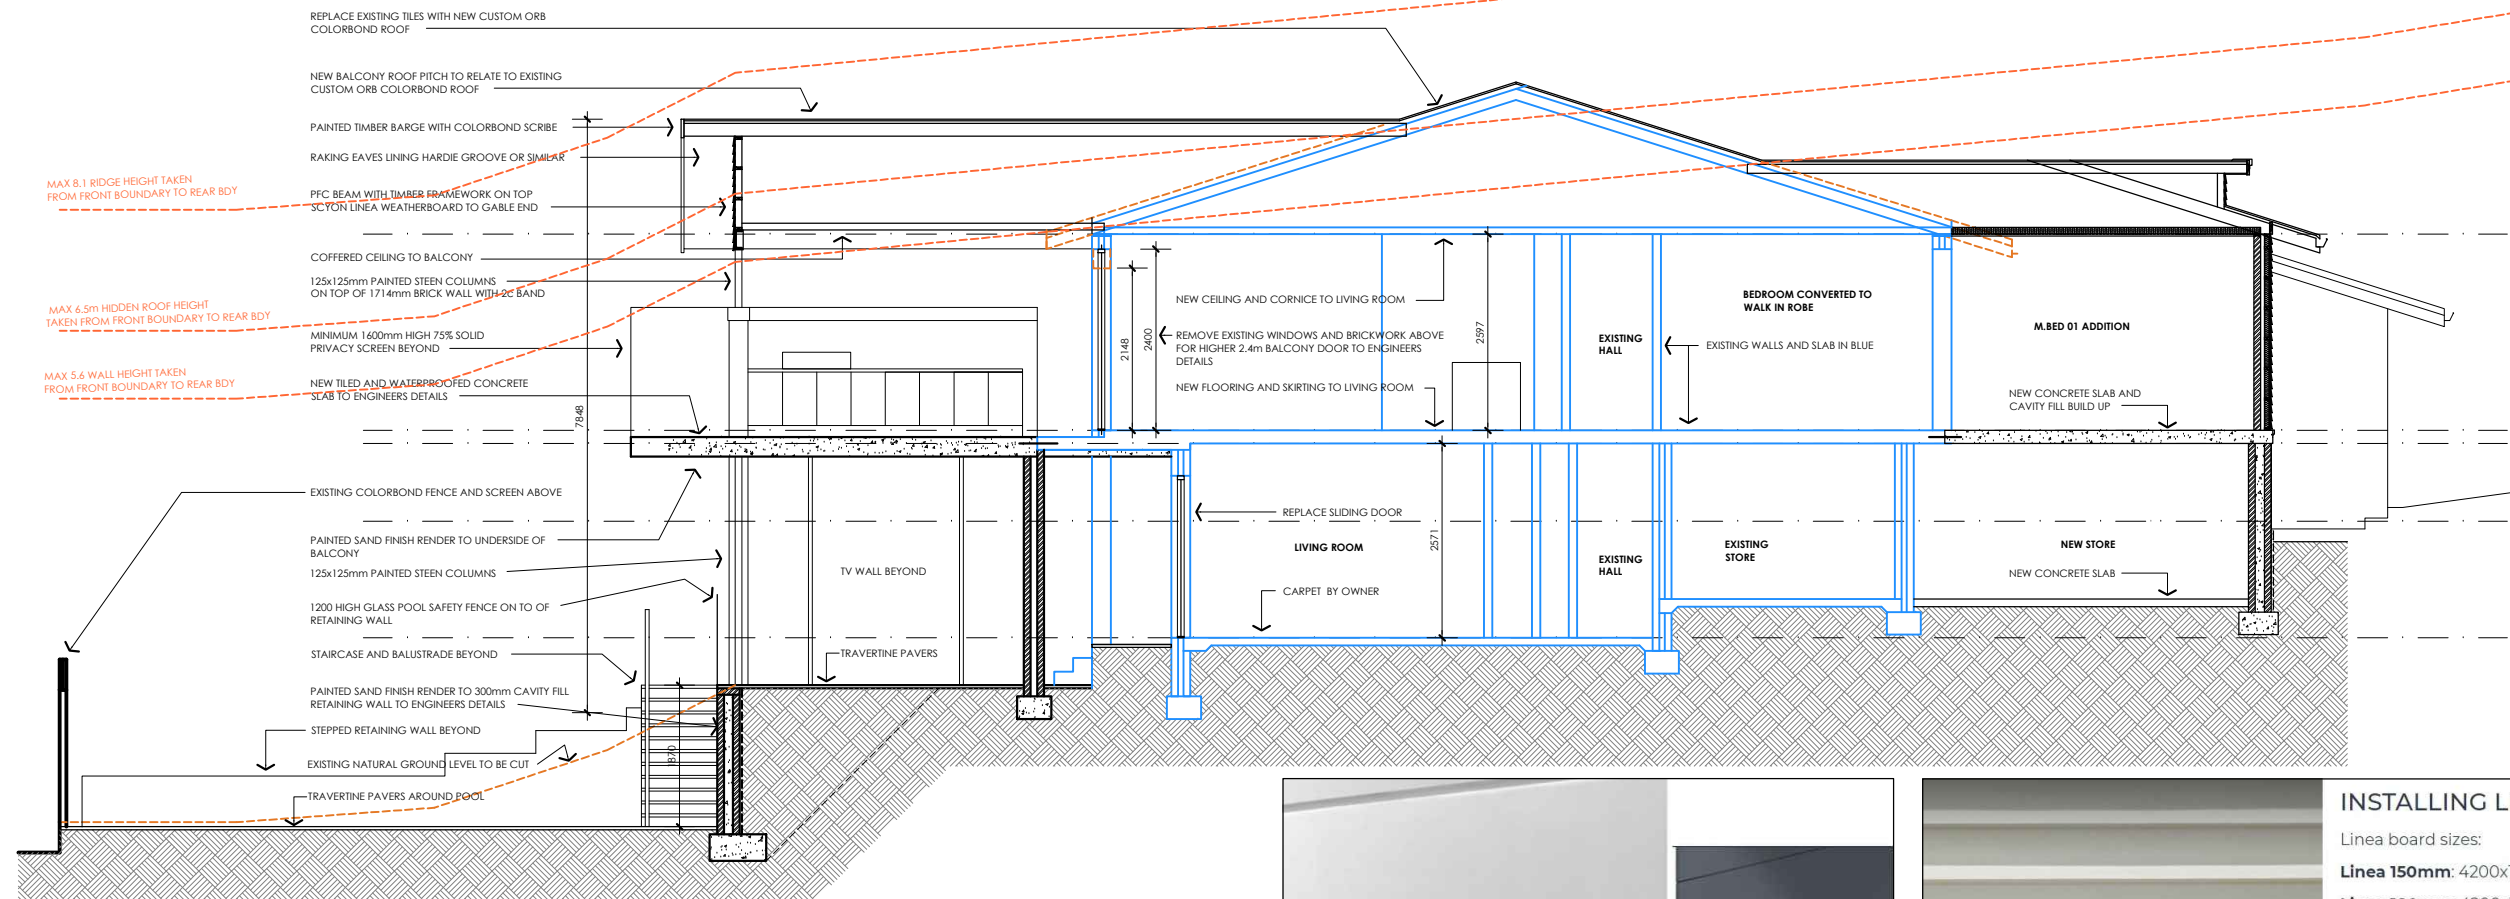 REPLACE EXISTING TILES WITH NEW CUSTOM ORB
COLORBOND ROOF
NEW BALCONY ROOF PITCH TO RELATE TO EXISTING
CUSTOM ORB COLORBOND ROOF
PAINTED TIMBER BARGE WITH COLORBOND SCRIBE
RAKING EAVES LINING HARDIE GROOVE OR SIMILAR
MAX 8.1 RIDGE HEIGHT TAKEN
FROM FRONT BOUNDARY TO REAR BDY
PFC BEAM WITH TIMBER FRAMEWORK ON TOP
SCYON LINEA WEATHERBOARD TO GABLE END
COFFERED CEILING TO BALCONY
125x125mm PAINTED STEEN COLUMNS
ON TOP OF 1714mm BRICK WALL WITH 2C BAND
MAX 6.5m HIDDEN ROOF HEIGHT
TAKEN FROM FRONT BOUNDARY TO REAR BDY
MINIMUM 1600mm HIGH 75% SOLID
PRIVACY SCREEN BEYOND
MAX 5.6 WALL HEIGHT TAKEN
FROM FRONT BOUNDARY TO REAR BDY
NEW TILED AND WATERPROOFED CONCRETE
SLAB TO ENGINEERS DETAILS
7848
EXISTING COLORBOND FENCE AND SCREEN ABOVE
PAINTED SAND FINISH RENDER TO UNDERSIDE OF
BALCONY
125x125mm PAINTED STEEN COLUMNS
1200 HIGH GLASS POOL SAFETY FENCE ON TO OF
RETAINING WALL
STAIRCASE AND BALUSTRADE BEYOND
PAINTED SAND FINISH RENDER TO 300mm CAVITY FILL
RETAINING WALL TO ENGINEERS DETAILS
STEPPED RETAINING WALL BEYOND
EXISTING NATURAL GROUND LEVEL TO BE CUT
TRAVERTINE PAVERS AROUND POOL
1870
TV WALL BEYOND
TRAVERTINE PAVERS
2148
2400
NEW CEILING AND CORNICE TO LIVING ROOM
REMOVE EXISTING WINDOWS AND BRICKWORK ABOVE
FOR HIGHER 2.4m BALCONY DOOR TO ENGINEERS
DETAILS
NEW FLOORING AND SKIRTING TO LIVING ROOM
2597
EXISTING
HALL
BEDROOM CONVERTED TO
WALK IN ROBE
EXISTING WALLS AND SLAB IN BLUE
M.BED 01 ADDITION
NEW CONCRETE SLAB AND
CAVITY FILL BUILD UP
REPLACE SLIDING DOOR
LIVING ROOM
2571
CARPET BY OWNER
EXISTING
HALL
EXISTING
STORE
NEW STORE
NEW CONCRETE SLAB
INSTALLING L
Linea board sizes:
Linea 150mm: 4200x